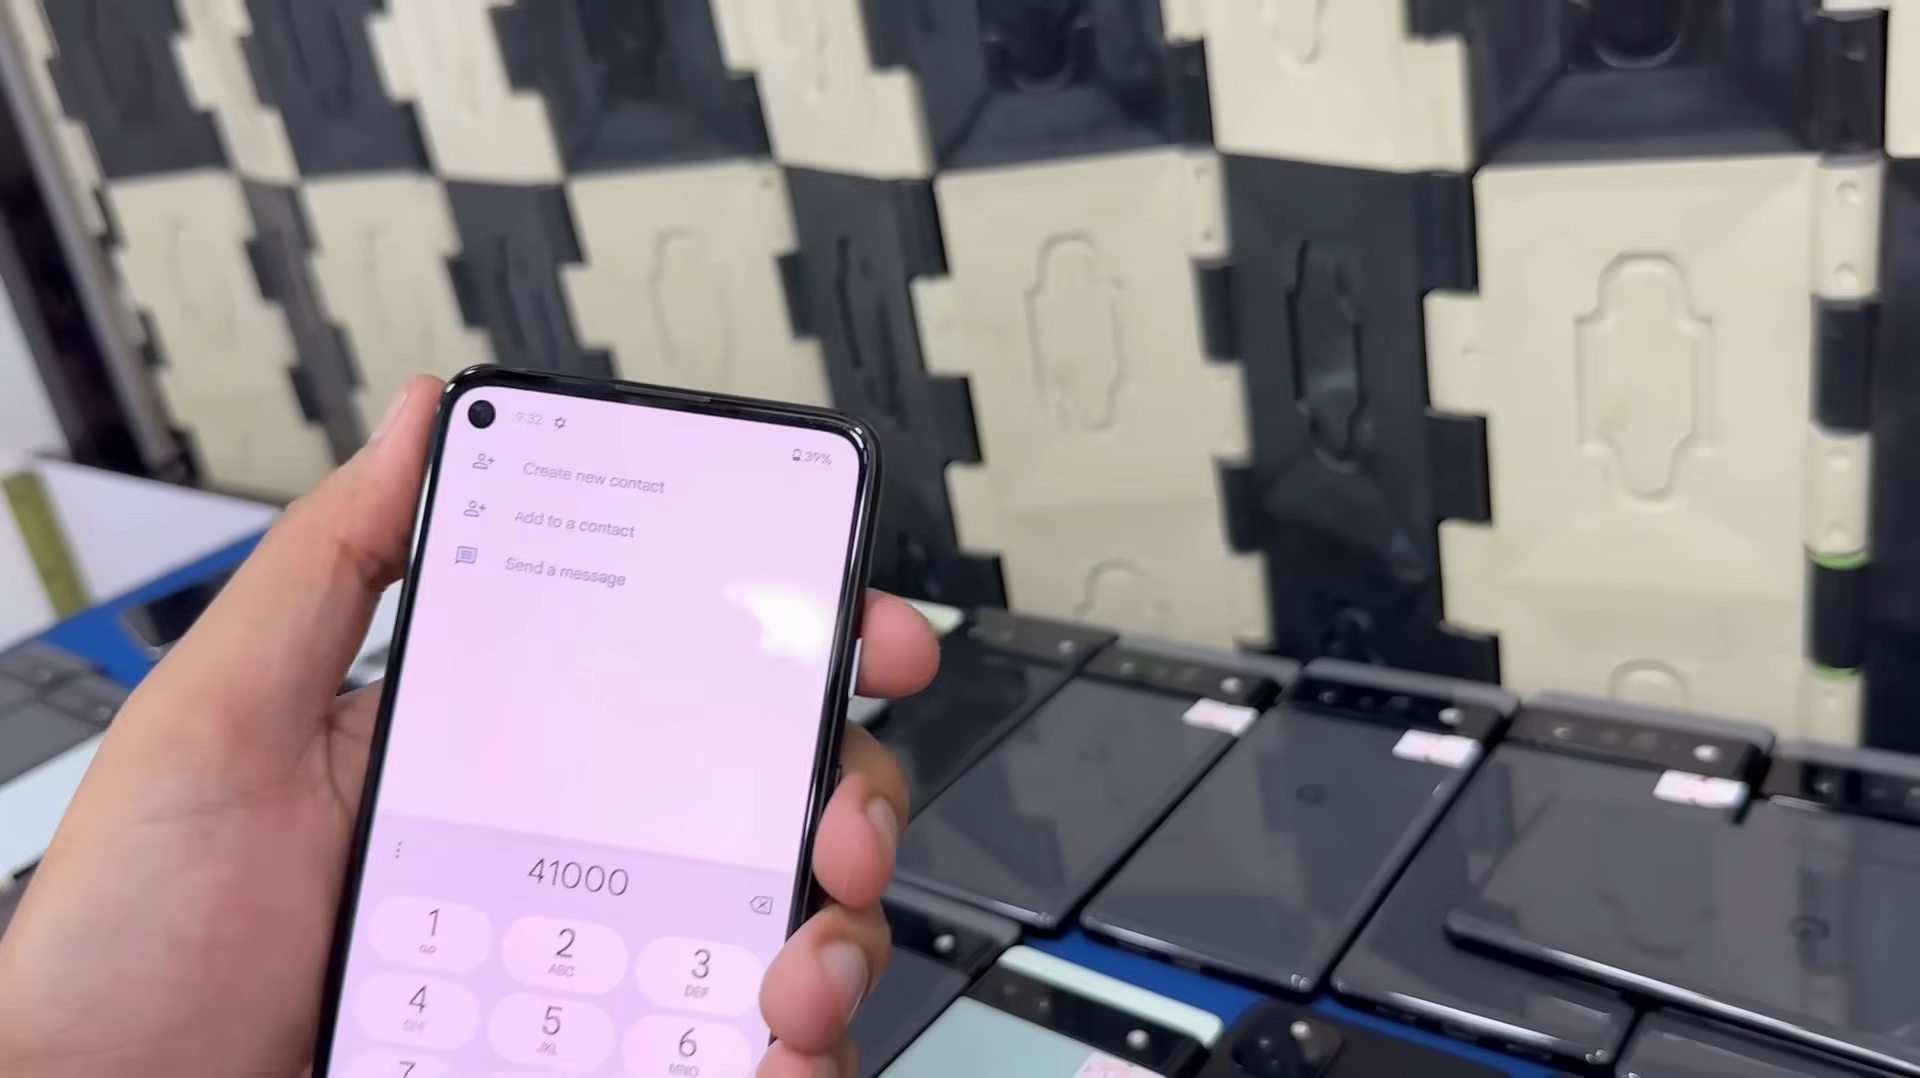 9:32
39%
Create new contact
Add to a contact
Send a message
41000
1
2 ABC
3 DEF
4 GHI
5 JKL
6 MNO
7